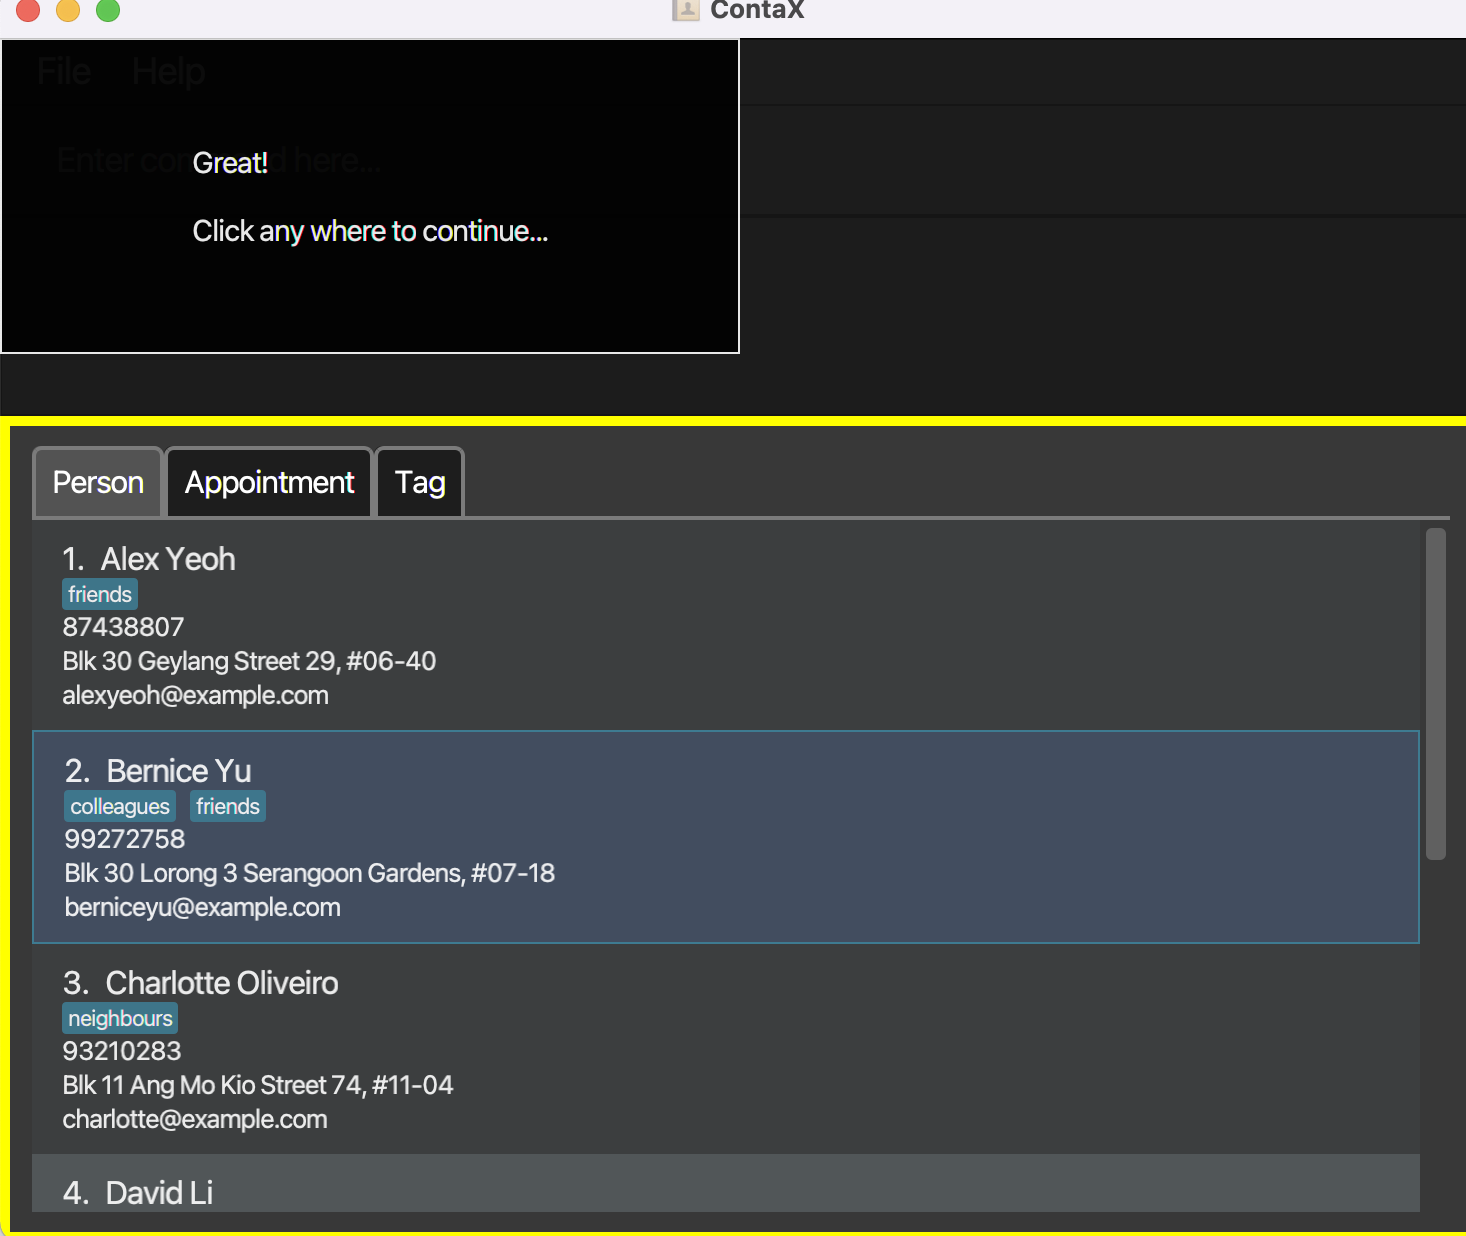 ContaX
File Help
Enter com d here...
Great!
Click any where to continue...
Person Appointment Tag
1. Alex Yeoh
friends
87438807
Blk 30 Geylang Street 29, #06-40
alexyeoh@example.com
2. Bernice Yu
colleagues friends
99272758
Blk 30 Lorong 3 Serangoon Gardens, #07-18
berniceyu@example.com
3. Charlotte Oliveiro
neighbours
93210283
Blk 11 Ang Mo Kio Street 74, #11-04
charlotte@example.com
4. David Li